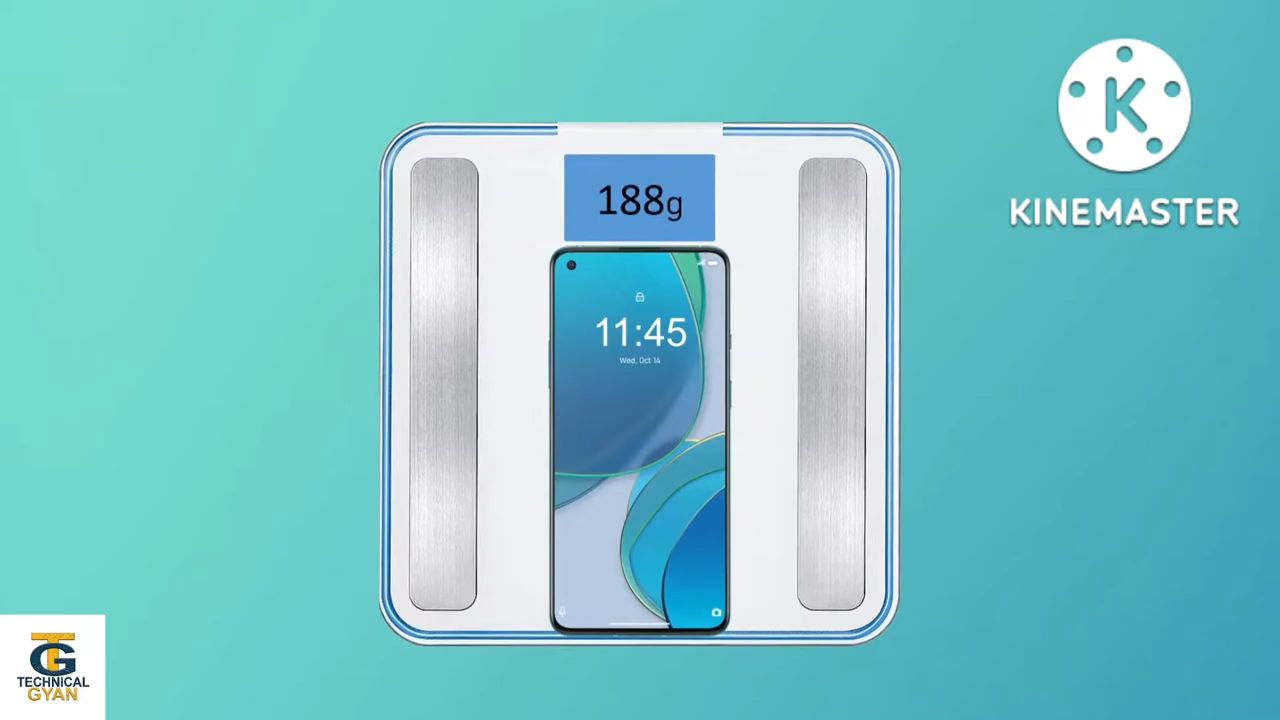 K
KINEMASTER
188g
11:45
Wed, Oct 14
TG
TECHNICAL
GYAN